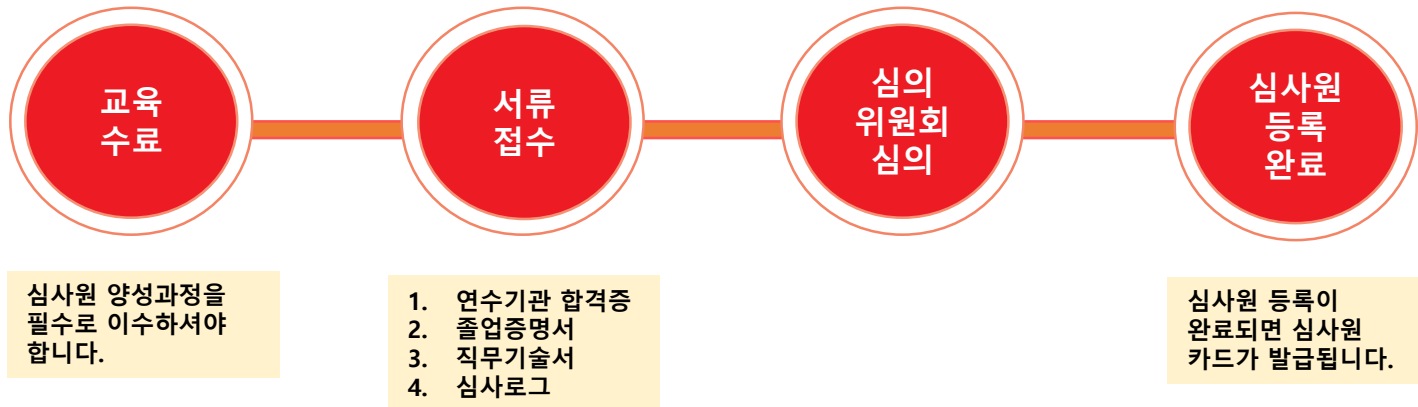 교육
수료
서류
접수
심의
위원회
심의
심사원
등록
완료
심사원 양성과정을
필수로 이수하셔야
합니다.
1. 연수기관 합격증
2. 졸업증명서
3. 직무기술서
4. 심사로그
심사원 등록이
완료되면 심사원
카드가 발급됩니다.